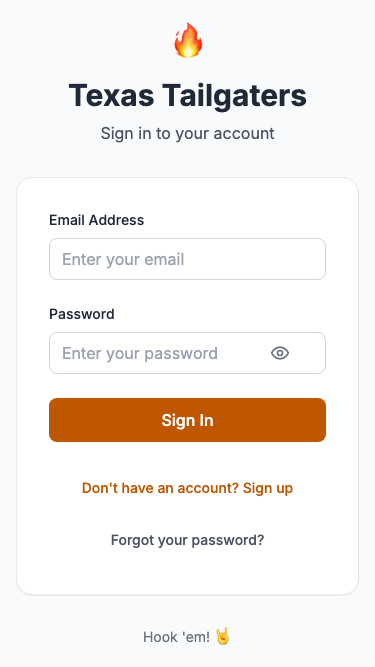 Texas Tailgaters
Sign in to your account
Email Address
Enter your email
Password
Enter your password
Sign In
Don't have an account? Sign up
Forgot your password?
Hook 'em! 🤘